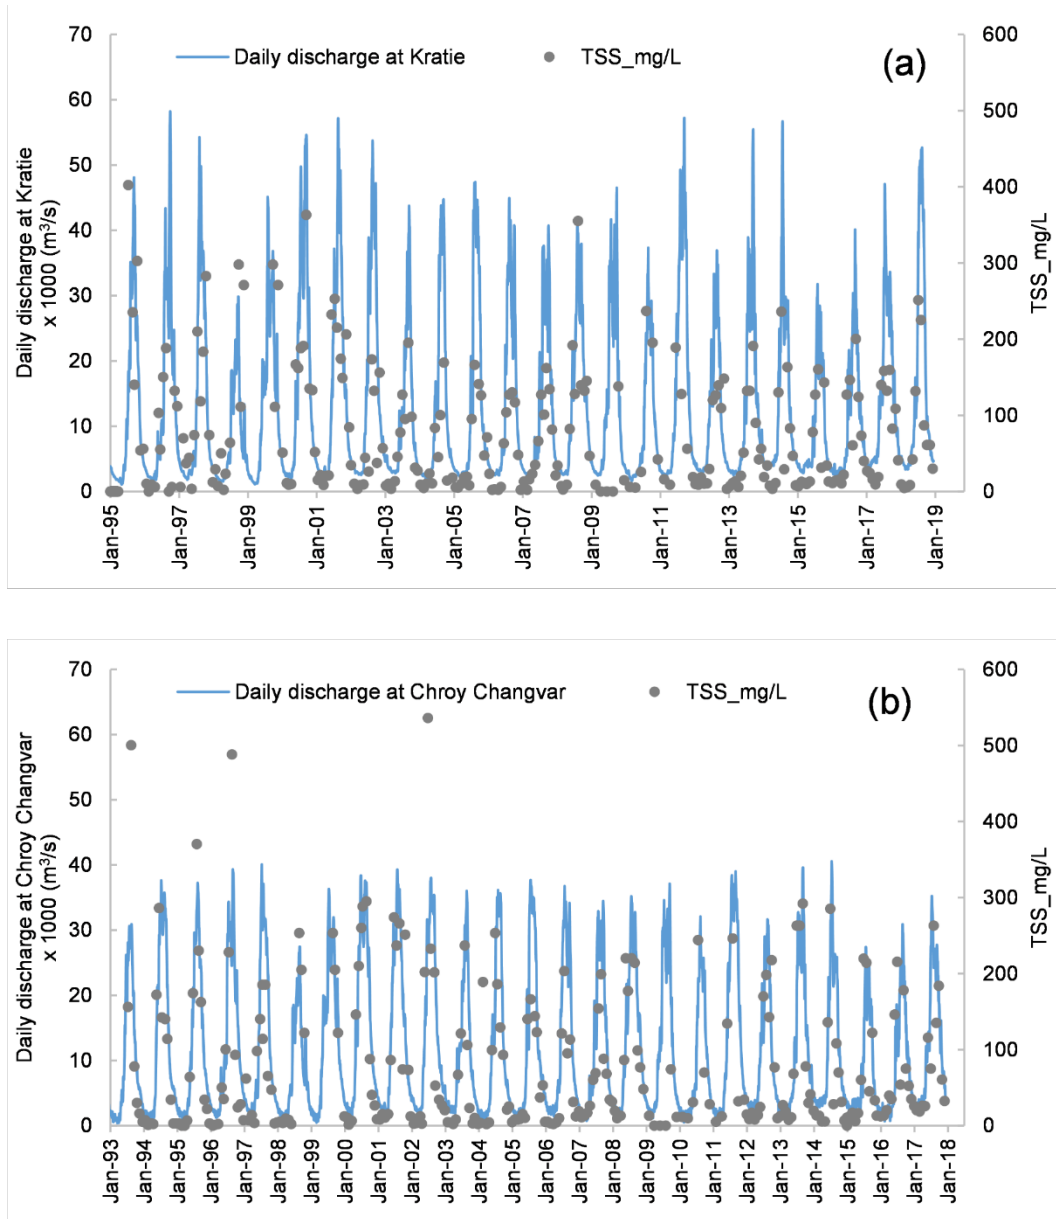 70
60
50
40
30
20
10
0
600
500
400
300
200
100
0
Daily discharge at Kratie
x 1000 (m³/s)
TSS_mg/L
Daily discharge at Kratie
TSS_mg/L
(a)
Jan-95
Jan-97
Jan-99
Jan-01
Jan-03
Jan-05
Jan-07
Jan-09
Jan-11
Jan-13
Jan-15
Jan-17
Jan-19
70
60
50
40
30
20
10
0
600
500
400
300
200
100
0
Daily discharge at Chroy Changvar
x 1000 (m³/s)
TSS_mg/L
Daily discharge at Chroy Changvar
TSS_mg/L
(b)
Jan-93
Jan-94
Jan-95
Jan-96
Jan-97
Jan-98
Jan-99
Jan-00
Jan-01
Jan-02
Jan-03
Jan-04
Jan-05
Jan-06
Jan-07
Jan-08
Jan-09
Jan-10
Jan-11
Jan-12
Jan-13
Jan-14
Jan-15
Jan-16
Jan-17
Jan-18